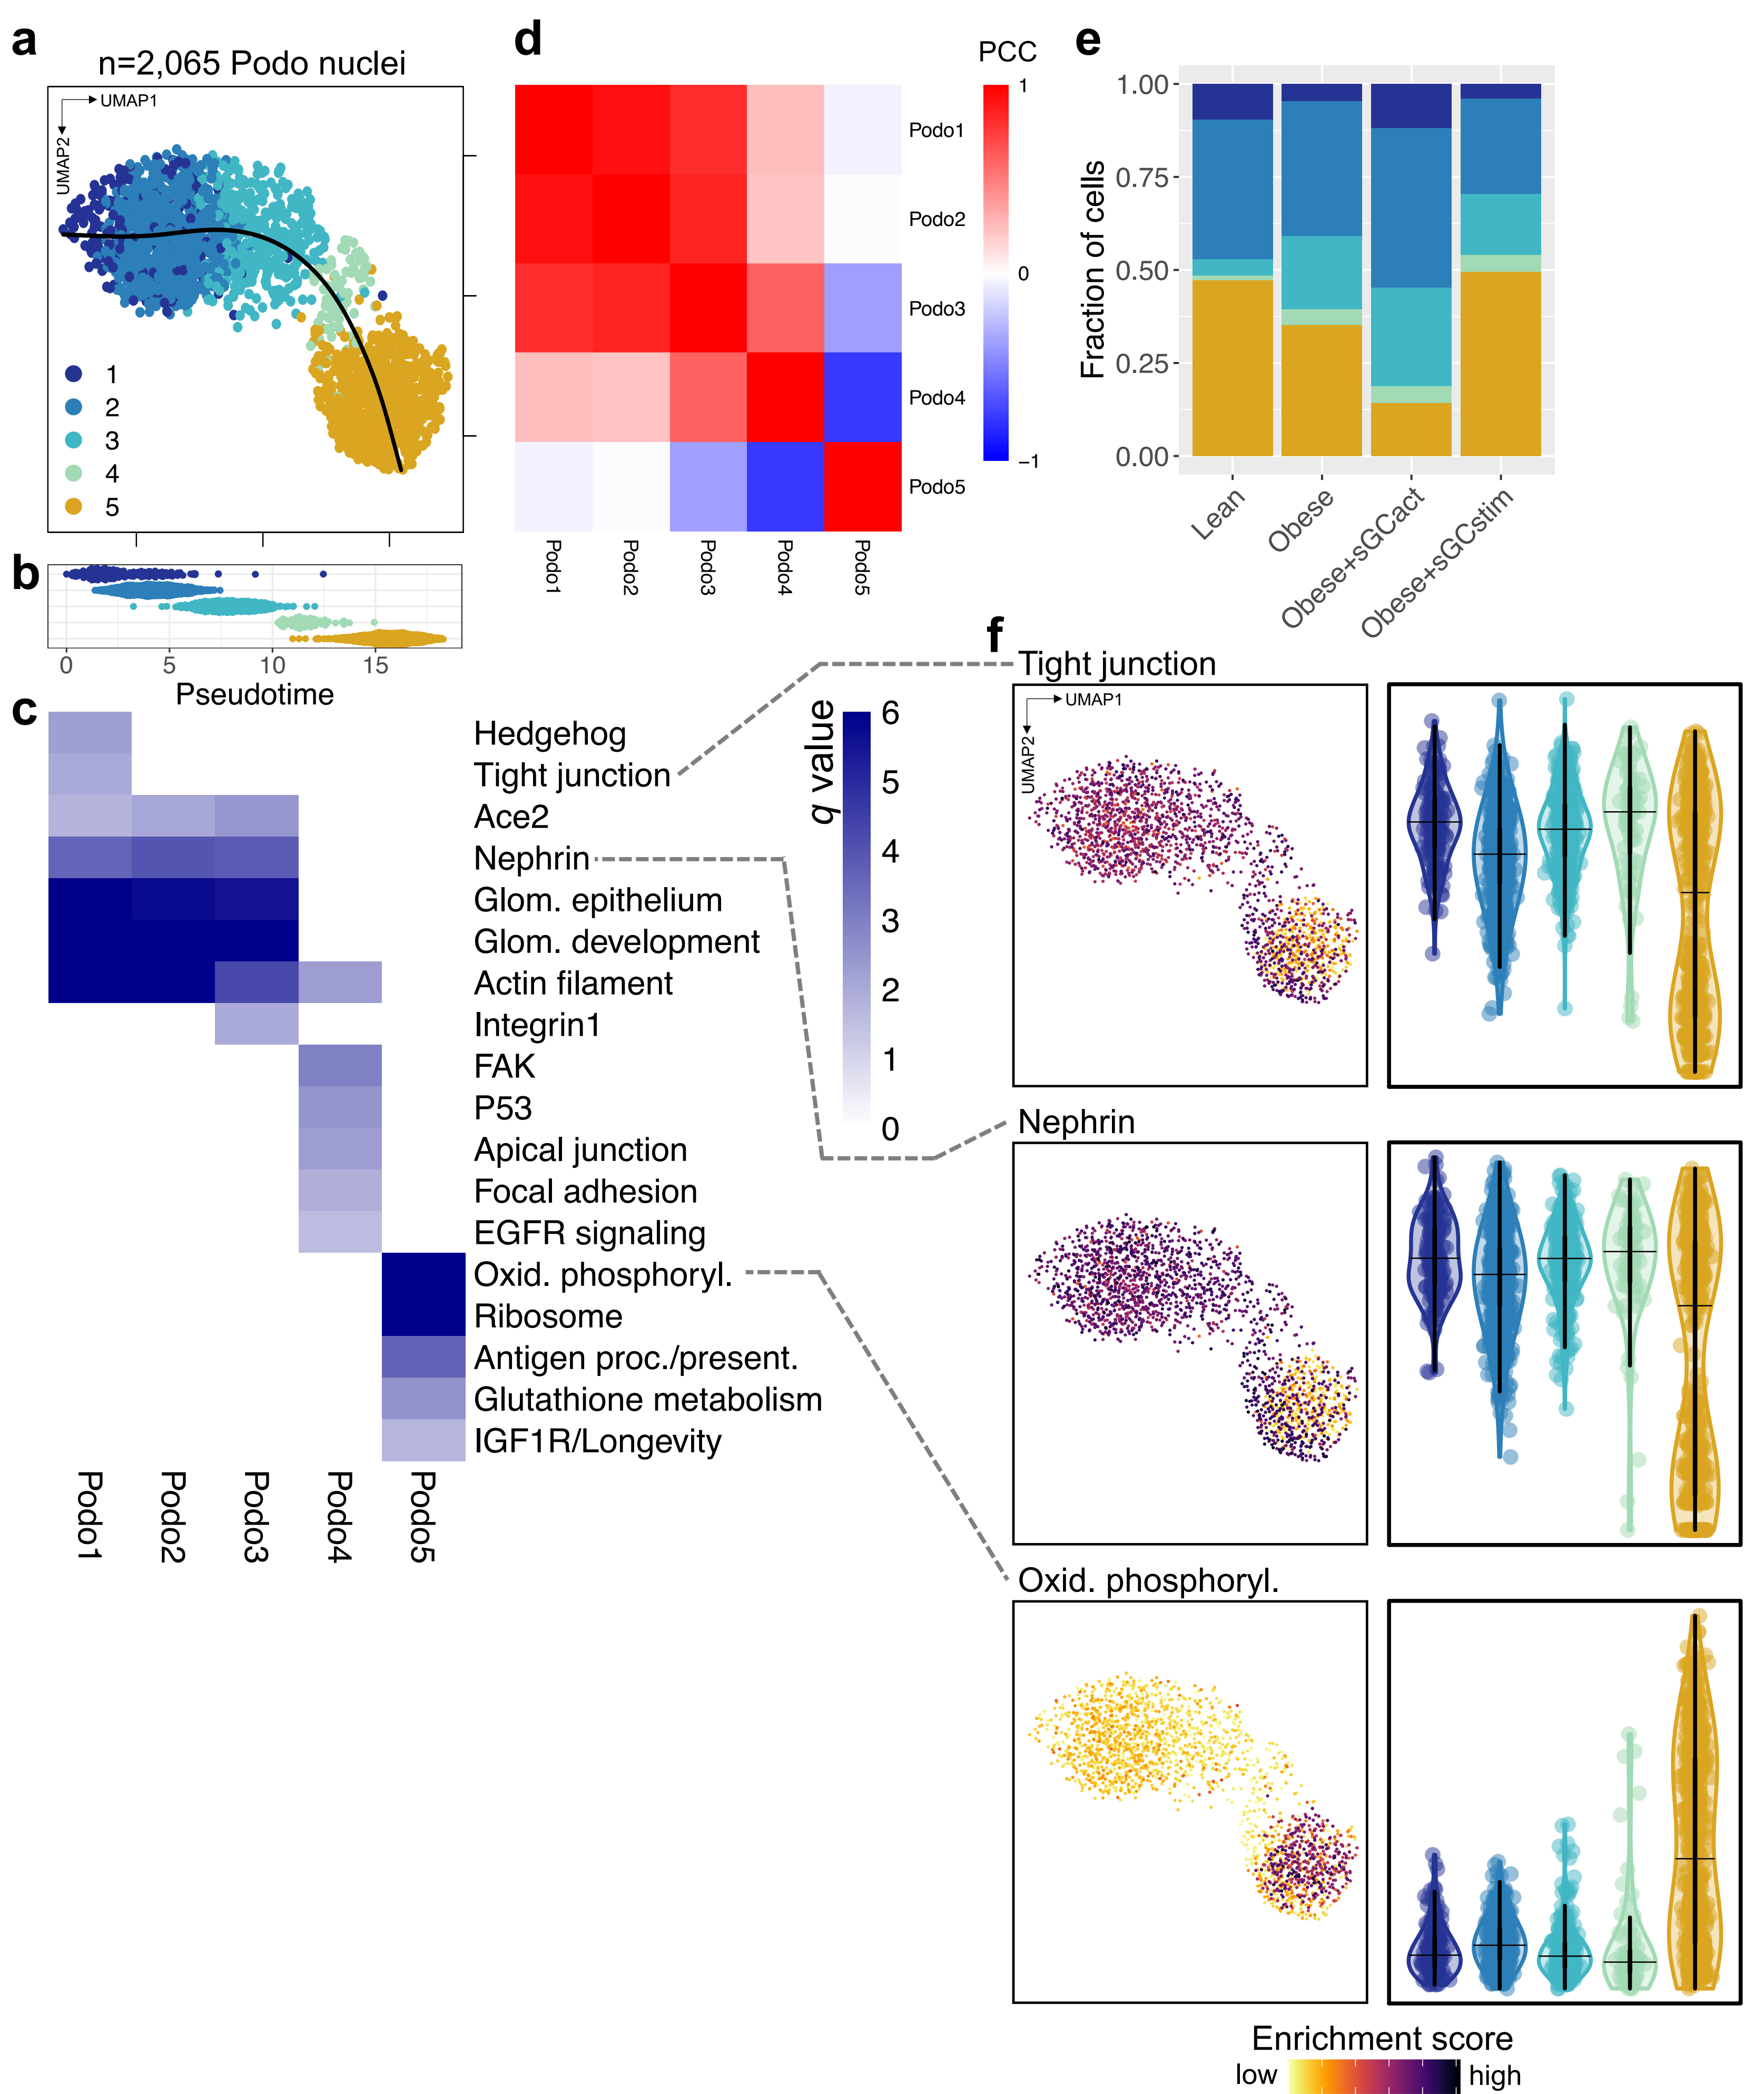 a
n=2,065 Podo nuclei
UMAP1
UMAP2
1
2
3
4
5
b
0 5 10 15
Pseudotime
c
Hedgehog
Tight junction
Ace2
Nephrin
Glom. epithelium
Glom. development
Actin filament
Integrin1
FAK
P53
Apical junction
Focal adhesion
EGFR signaling
Oxid. phosphoryl.
Ribosome
Antigen proc./present.
Glutathione metabolism
IGF1R/Longevity
Podo1 Podo2 Podo3 Podo4 Podo5
q value
6
5
4
3
2
1
0
d
PCC
1
0
−1
Podo1
Podo2
Podo3
Podo4
Podo5
Podo1 Podo2 Podo3 Podo4 Podo5
e
Fraction of cells
1.00
0.75
0.50
0.25
0.00
Lean
Obese
Obese+sGCact
Obese+sGCstim
f
Tight junction
UMAP1
UMAP2
Nephrin
Oxid. phosphoryl.
Enrichment score
low high